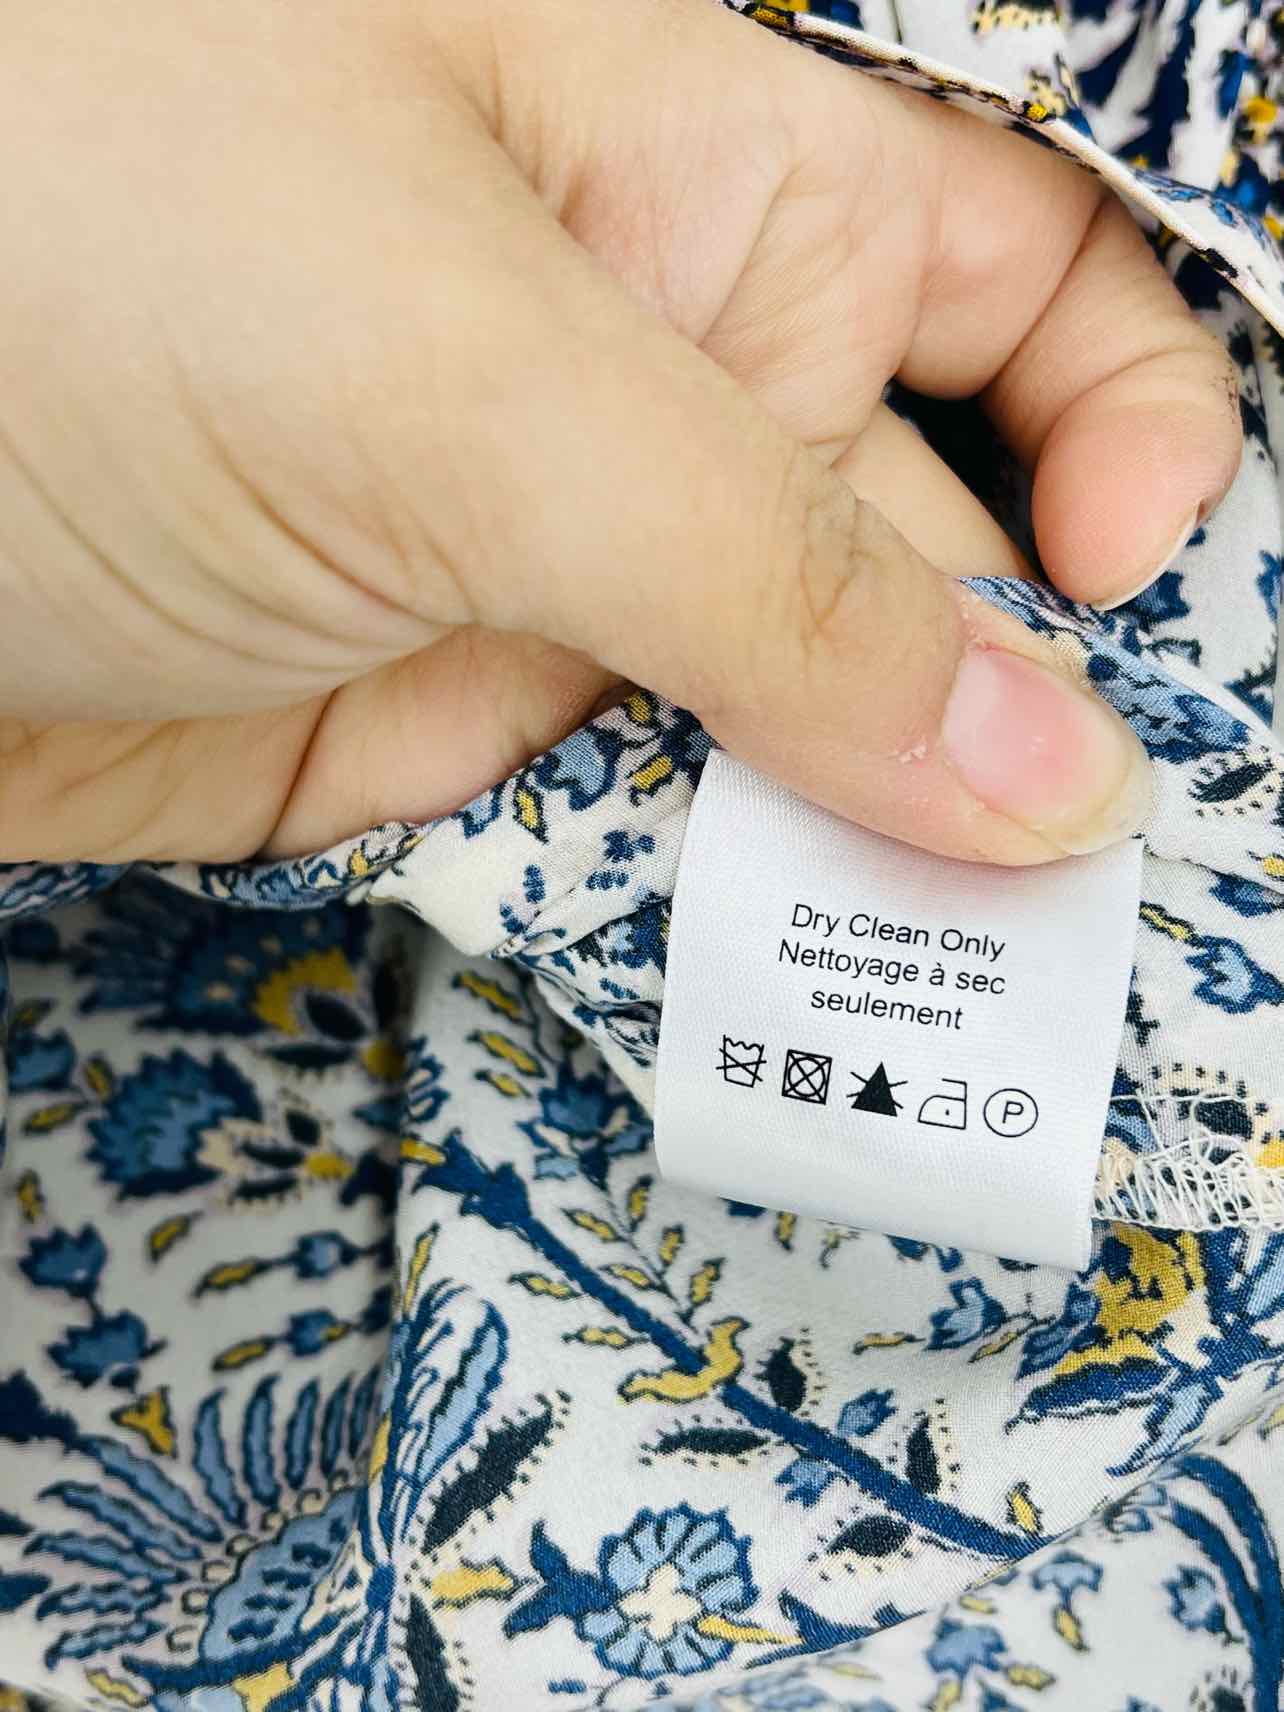 Dry Clean Only
Nettoyage à sec
seulement
P